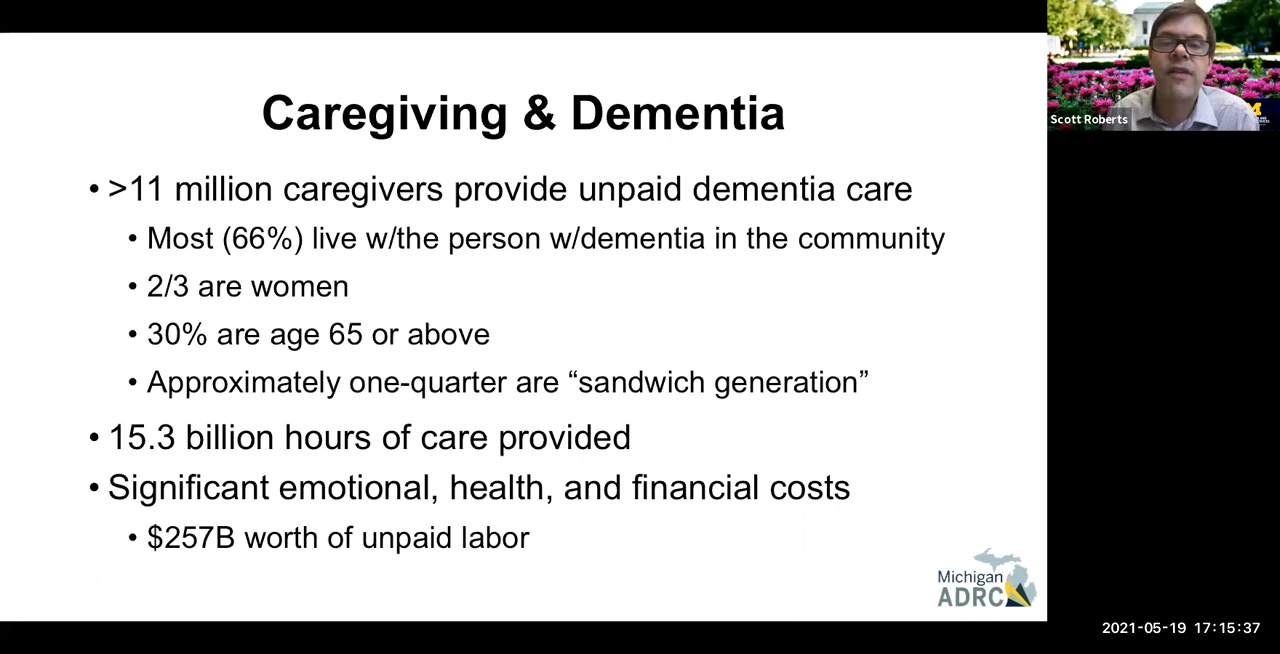 Caregiving & Dementia
• >11 million caregivers provide unpaid dementia care
• Most (66%) live w/the person w/dementia in the community
• 2/3 are women
• 30% are age 65 or above
• Approximately one-quarter are “sandwich generation”
• 15.3 billion hours of care provided
• Significant emotional, health, and financial costs
• $257B worth of unpaid labor
Michigan
ADRC
Scott Roberts
M
2021-05-19 17:15:37